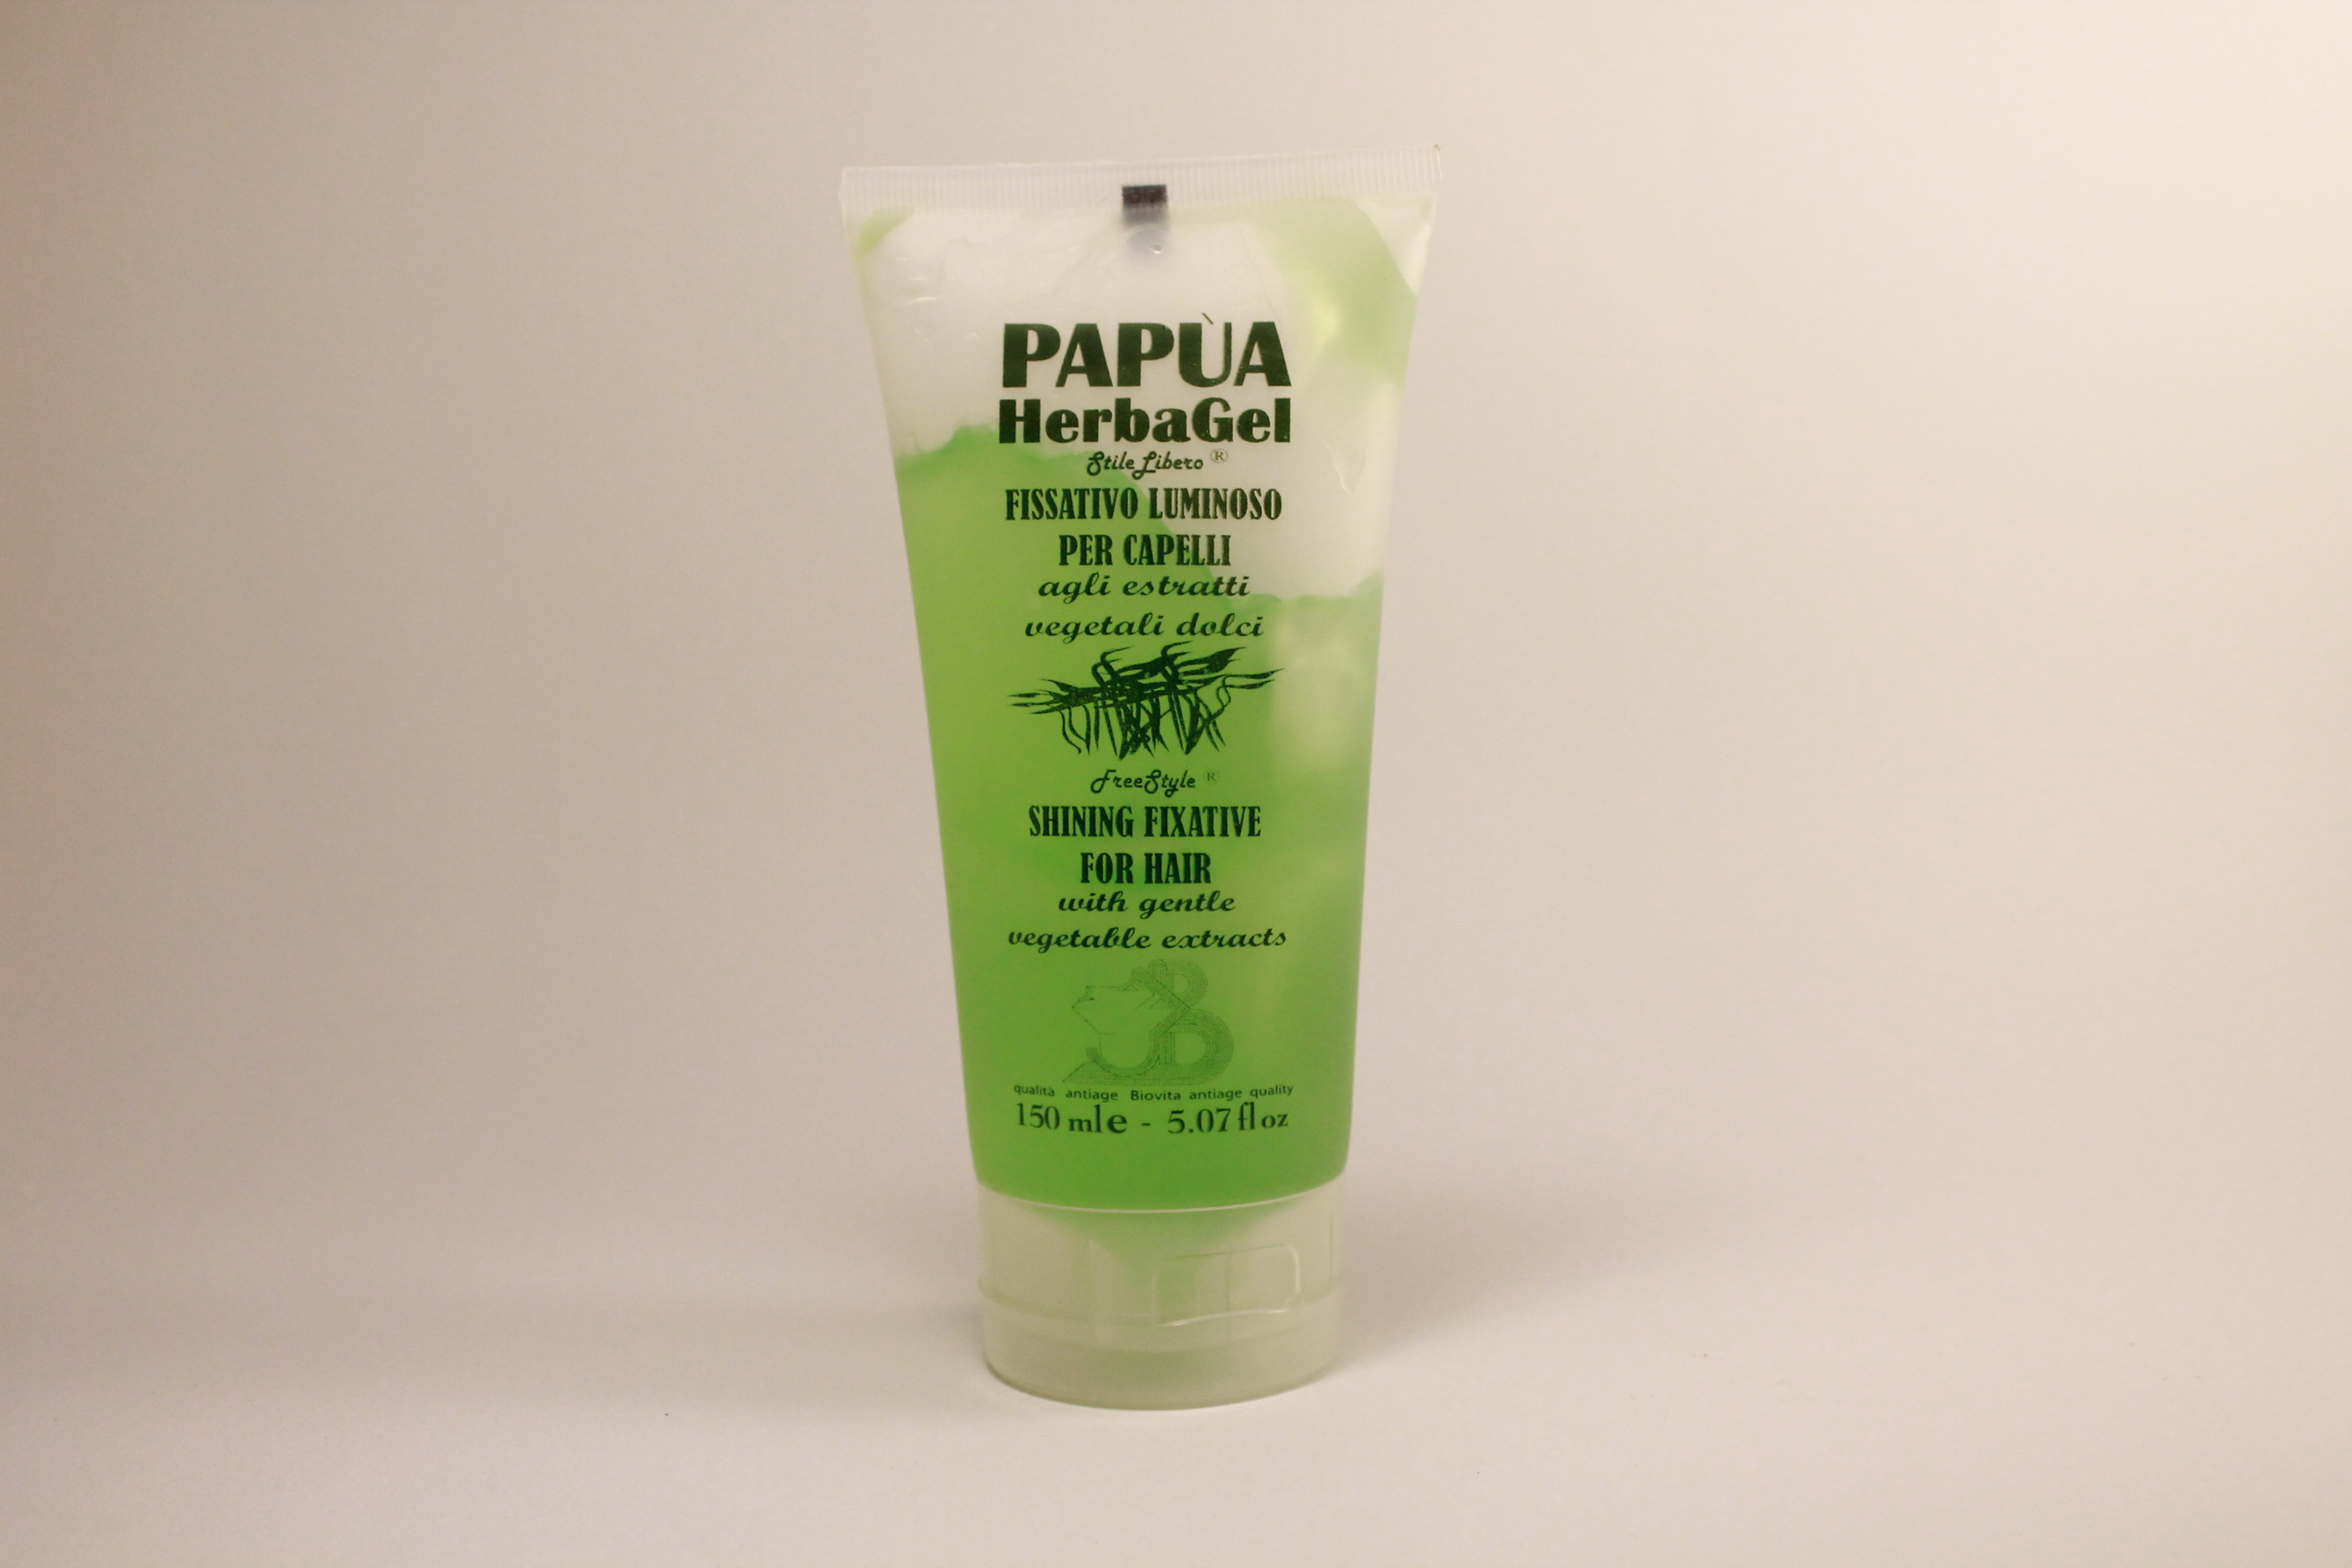 PAPÙA
HerbaGel
Stile Libero ®
FISSATIVO LUMINOSO
PER CAPELLI
agli estratti
vegetali dolci
FreeStyle ®
SHINING FIXATIVE
FOR HAIR
with gentle
vegetable extracts
B
B
qualità antiage Biovita antiage quality
150 ml e - 5.07 fl oz